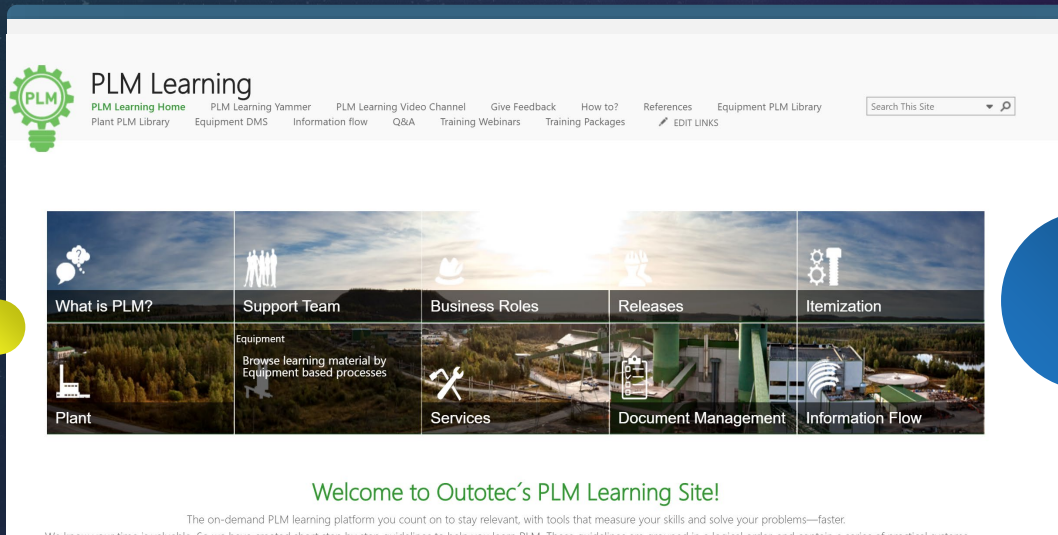 PLM
PLM Learning
PLM Learning Home PLM Learning Yammer PLM Learning Video Channel Give Feedback How to? References Equipment PLM Library
Search This Site
Plant PLM Library Equipment DMS Information flow Q&A Training Webinars Training Packages EDIT LINKS
What is PLM?
Support Team
Business Roles
Releases
Itemization
Plant
Equipment
Browse learning material by
Equipment based processes
Services
Document Management
Information Flow
Welcome to Outotec´s PLM Learning Site!
The on-demand PLM learning platform you count on to stay relevant, with tools that measure your skills and solve your problems—faster.